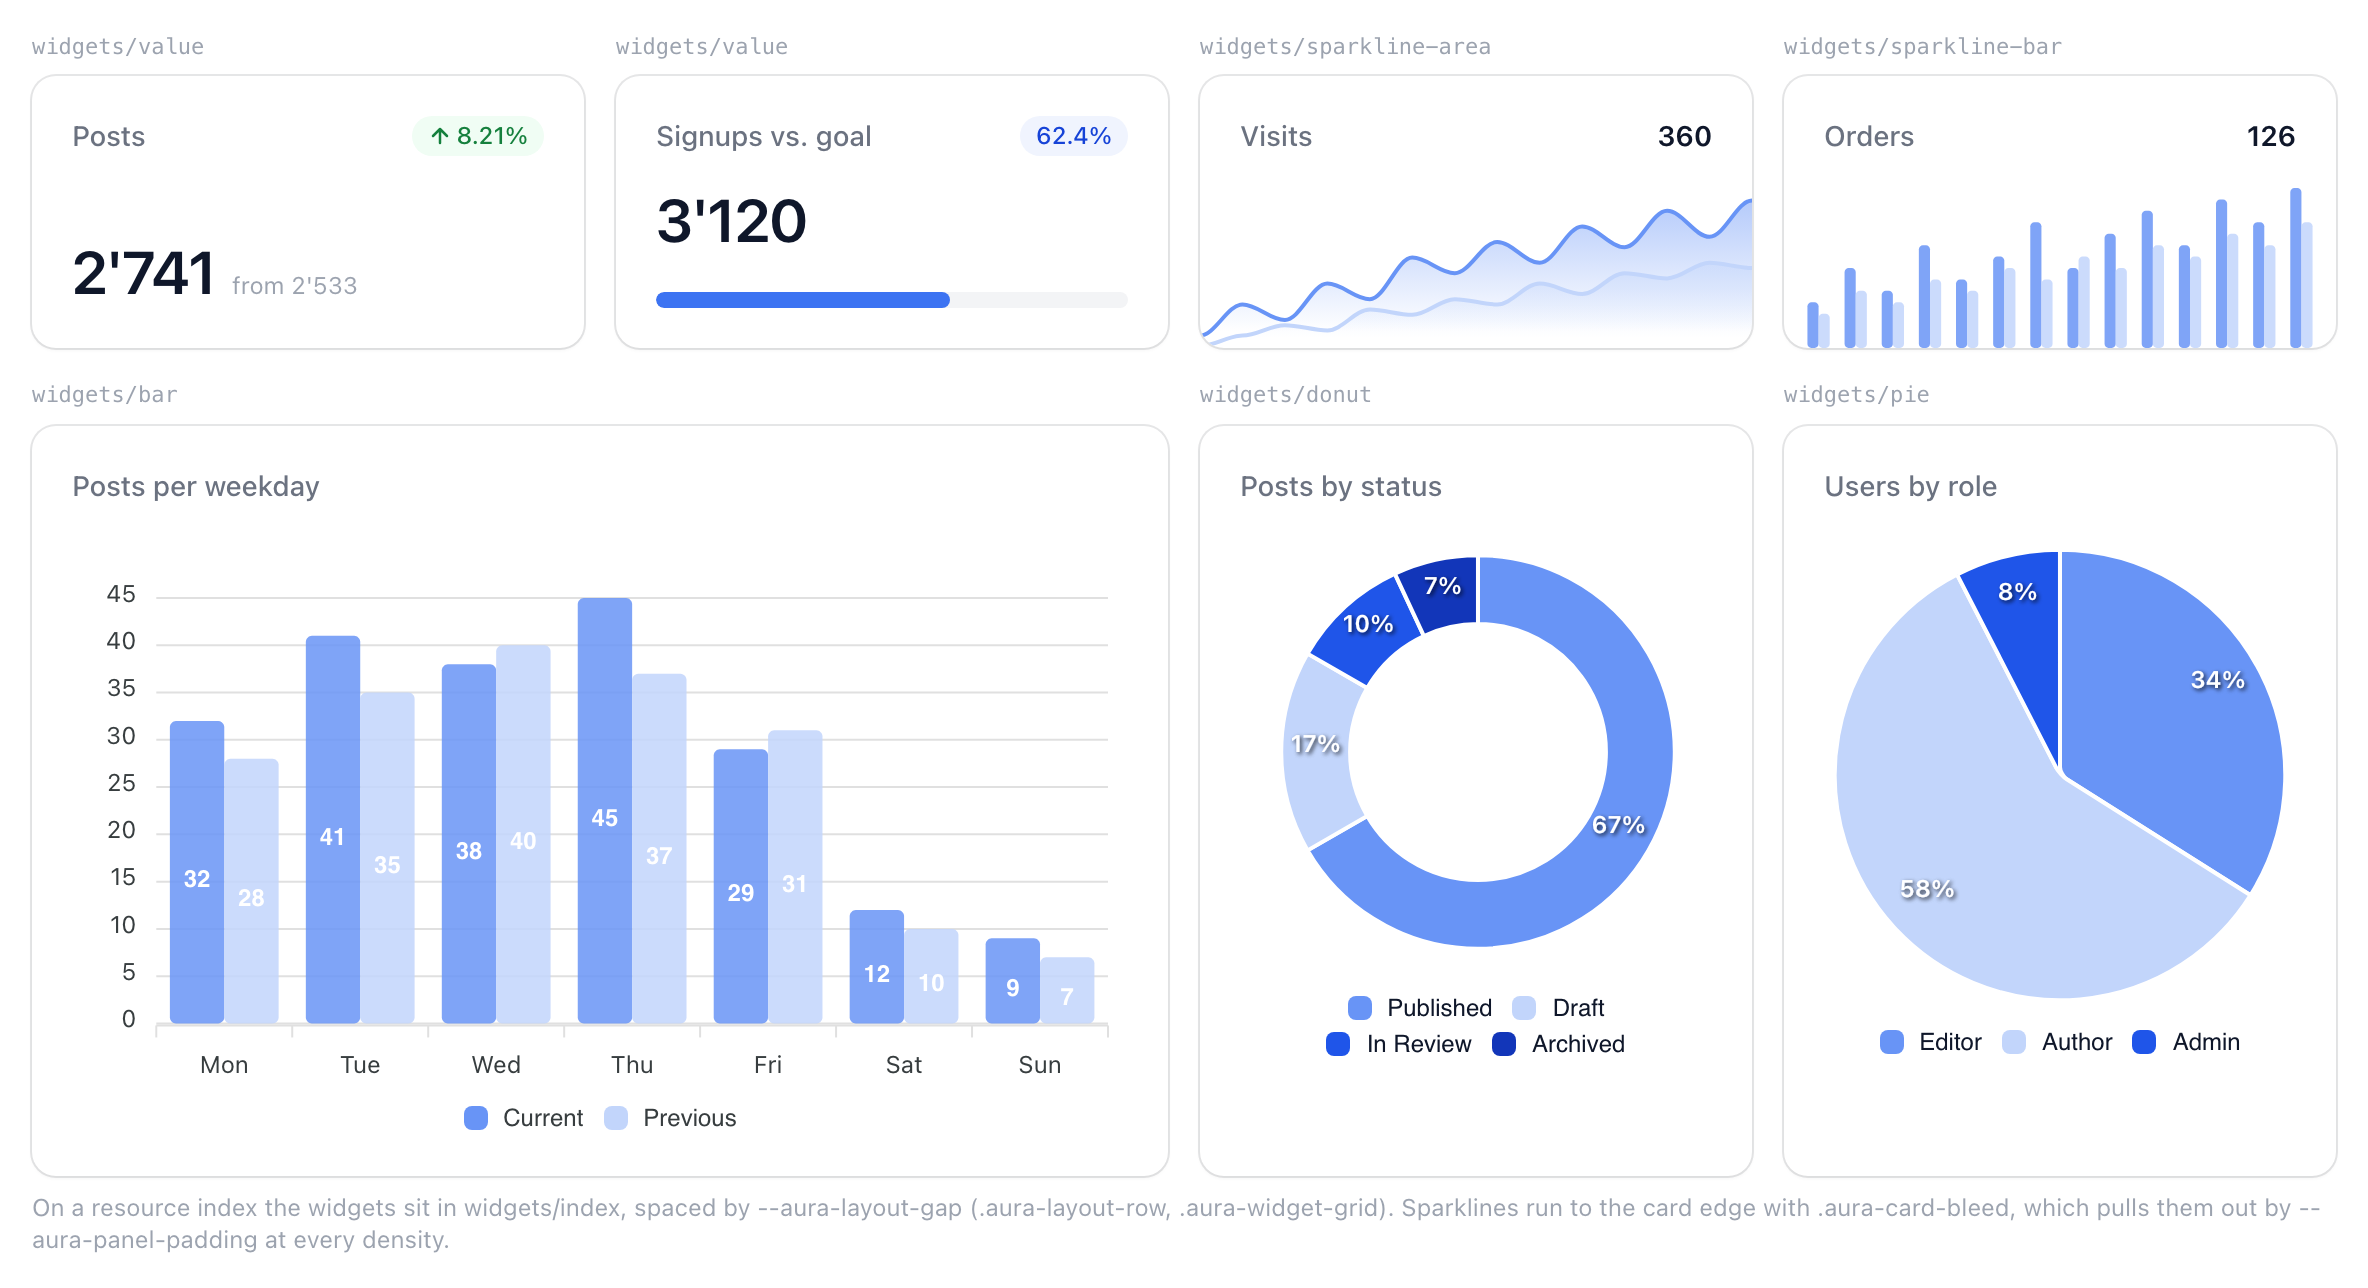 widgets/value
widgets/value
widgets/sparkline-area
widgets/sparkline-bar
Posts
↑ 8.21%
2'741 from 2'533
Signups vs. goal
62.4%
3'120
Visits
360
Orders
126
widgets/bar
widgets/donut
widgets/pie
Posts per weekday
45
40
35
30
25
20
15
10
5
0
32
28
41
35
38
40
45
37
29
31
12
10
9
7
Mon
Tue
Wed
Thu
Fri
Sat
Sun
Current
Previous
Posts by status
7%
10%
17%
67%
Published
Draft
In Review
Archived
Users by role
8%
34%
58%
Editor
Author
Admin
On a resource index the widgets sit in widgets/index, spaced by --aura-layout-gap (.aura-layout-row, .aura-widget-grid). Sparklines run to the card edge with .aura-card-bleed, which pulls them out by --
aura-panel-padding at every density.